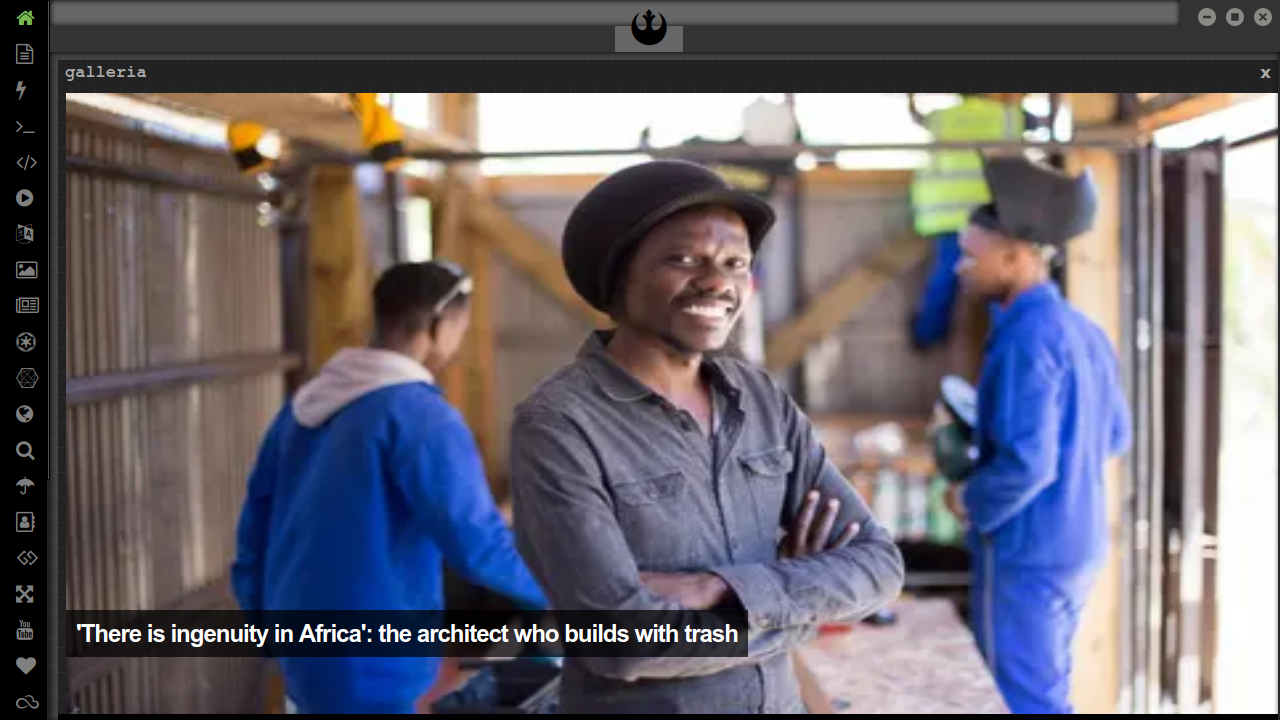 galleria
x
'There is ingenuity in Africa': the architect who builds with trash
You
Tube